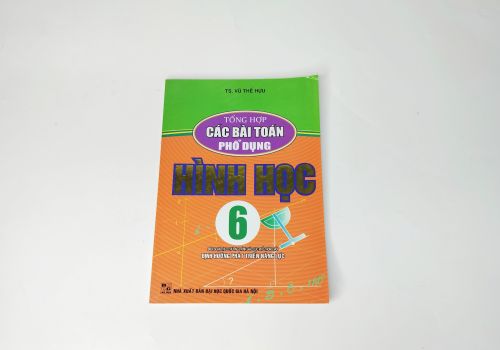 TS. VŨ THẾ HỰU
TỔNG HỢP
CÁC BÀI TOÁN
PHỔ DỤNG
HÌNH HỌC
6
ĐỊNH HƯỚNG PHÁT TRIỂN NĂNG LỰC
NHÀ XUẤT BẢN ĐẠI HỌC QUỐC GIA HÀ NỘI